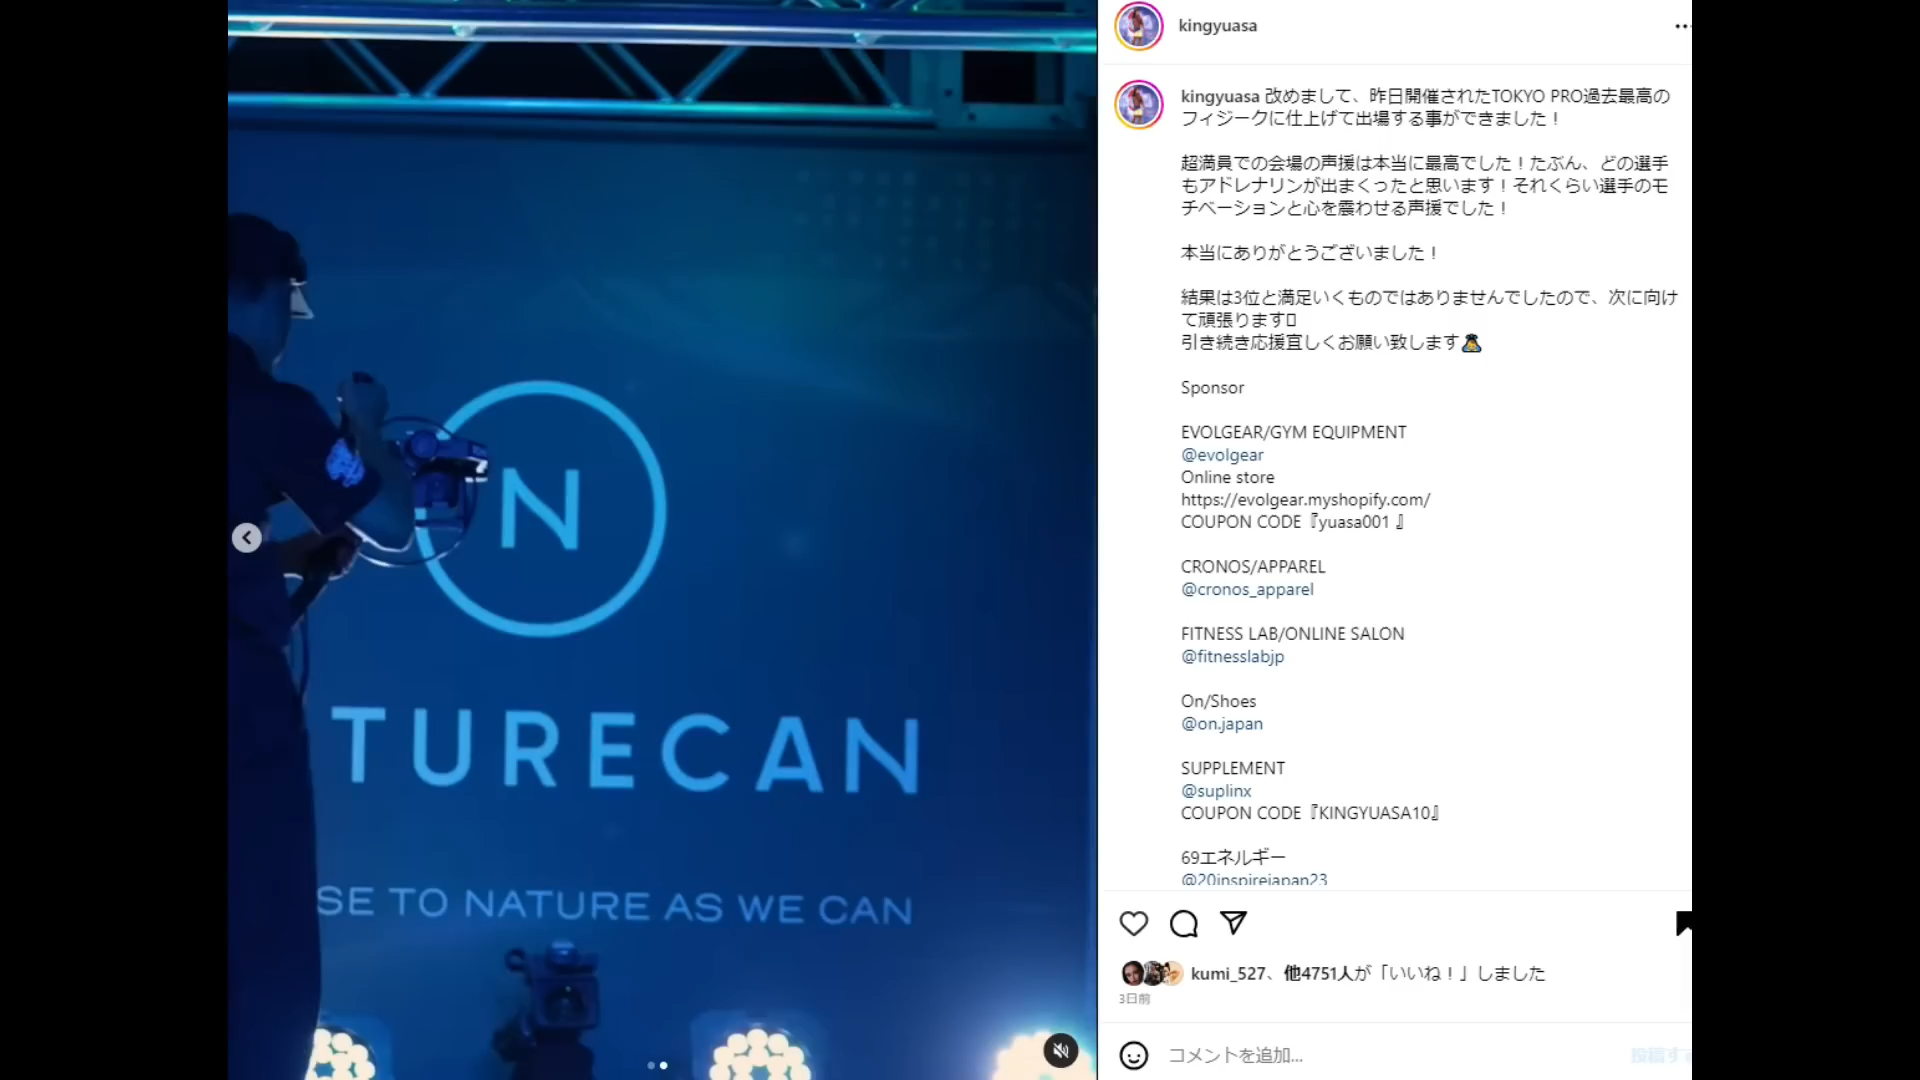 N
TURECAN
SE TO NATURE AS WE CAN
kingyuasa
kingyuasa 改めまして、昨日開催されたTOKYO PRO過去最高の
フィジークに仕上げて出場する事ができました！
超満員での会場の声援は本当に最高でした！たぶん、どの選手
もアドレナリンが出まくったと思います！それくらい選手のモ
チベーションと心を震わせる声援でした！
本当にありがとうございました！
結果は3位と満足いくものではありませんでしたので、次に向け
て頑張ります
引き続き応援宜しくお願い致します🙇
Sponsor
EVOLGEAR/GYM EQUIPMENT
@evolgear
Online store
https://evolgear.myshopify.com/
COUPON CODE『yuasa001 』
CRONOS/APPAREL
@cronos_apparel
FITNESS LAB/ONLINE SALON
@fitnesslabjp
On/Shoes
@on.japan
SUPPLEMENT
@suplinx
COUPON CODE『KINGYUASA10』
69エネルギー
@20inspirejapan23
kumi_527、他4751人が「いいね！」しました
3日前
コメントを追加...
投稿す